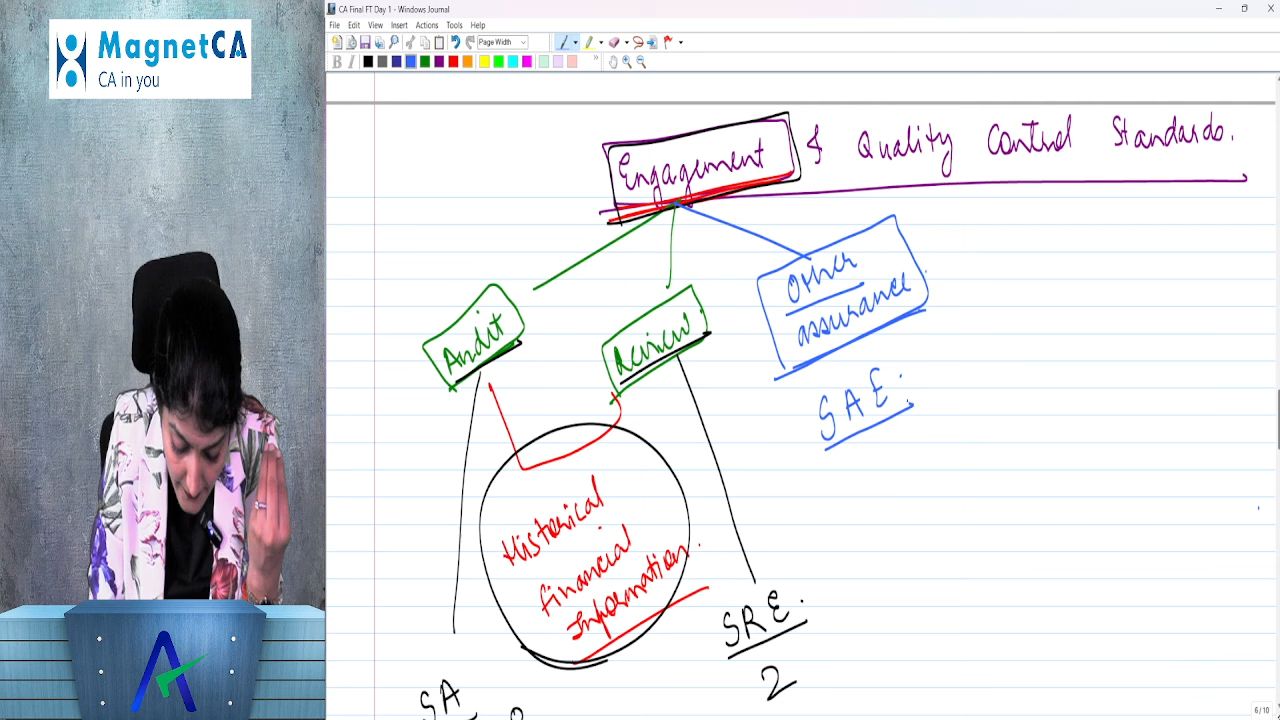 MagnetCA
CA in you
CA Final FT Day 1 - Windows Journal
File Edit View Insert Actions Tools Help
Page Width
B I
Engagement & Quality Control Standards.
Audit
Review.
Other
assurance
SAE.
Historical
financial
Information.
SRE.
2
SA
6/10